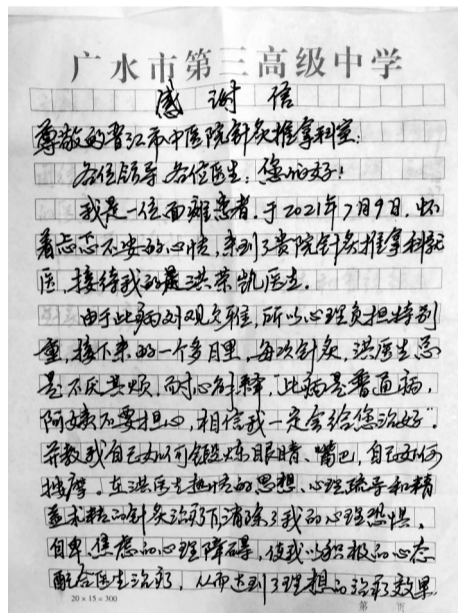 广水市第三高级中学
感谢信
尊敬的晋江市中医院针灸推拿科室:
各位领导、各位医生:您们好!
我是一位面瘫患者,于2021年7月9日,怀
着忐忑不安的心情,来到了贵院针灸推拿科就
医,接待我的是洪荣凯医生。
由于此病对观众雅,所以心理负担特别
重,接下来的一个多月里,每次针灸,洪医生总
是不厌其烦,耐心解释,此病是普通病,
阿姨不要担心,相信我一定会给您治好”。
并教我自己如何锻炼眼睛、嘴巴,自己如何
按摩。在洪医生热情的思想、心理疏导和精
益求精的针灸治疗下,消除了我的心理恐惧、
自卑、焦虑的心理障碍,使我以积极的心态
配合医生治疗,从而达到了理想的治疗效果
20×15=300
第 页